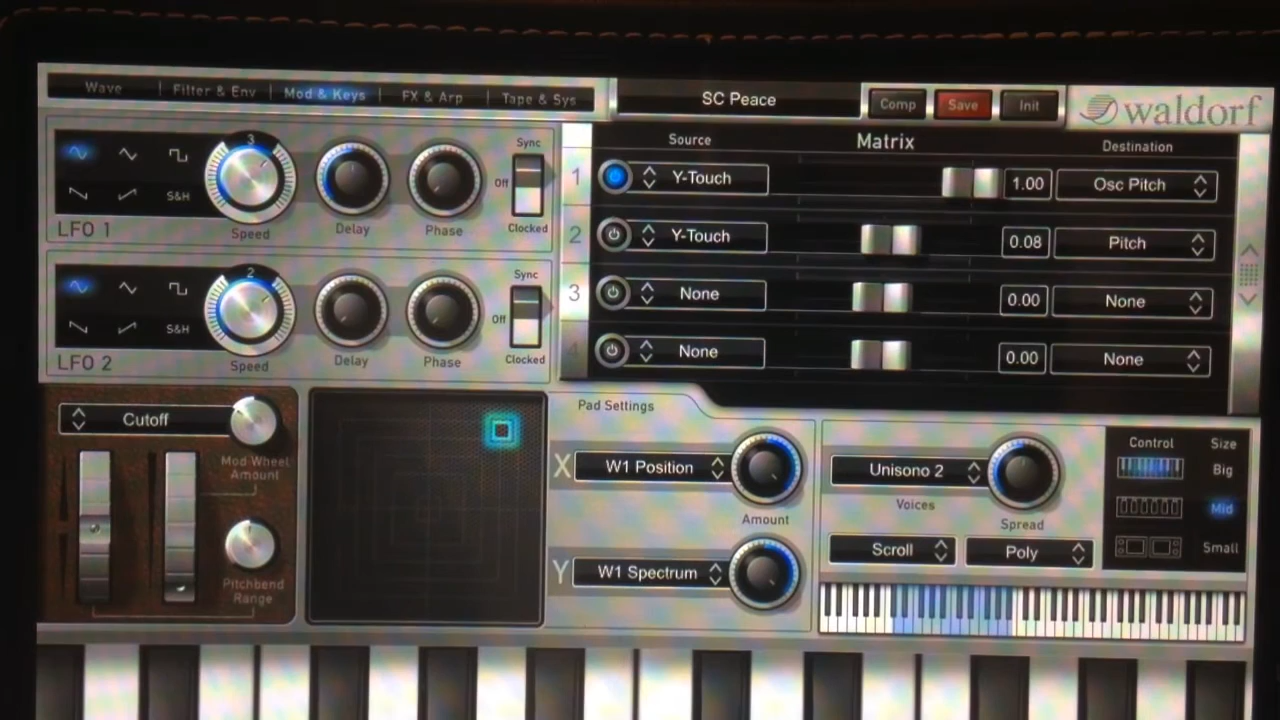 Wave | Filter & Env | Mod & Keys | FX & Arp | Tape & Sys
SC Peace
Comp Save Init
waldorf
3
Speed Delay Phase
Sync
Off
Clocked
S&H
LFO 1
2
Speed Delay Phase
Sync
Off
Clocked
S&H
LFO 2
Source Matrix Destination
1 Y-Touch 1.00 Osc Pitch
2 Y-Touch 0.08 Pitch
3 None 0.00 None
4 None 0.00 None
Cutoff
Mod Wheel
Amount
Pitchbend
Range
Pad Settings
X W1 Position
Amount
Y W1 Spectrum
Unisono 2
Voices Spread
Scroll Poly
Control Size
Big
Mid
Small